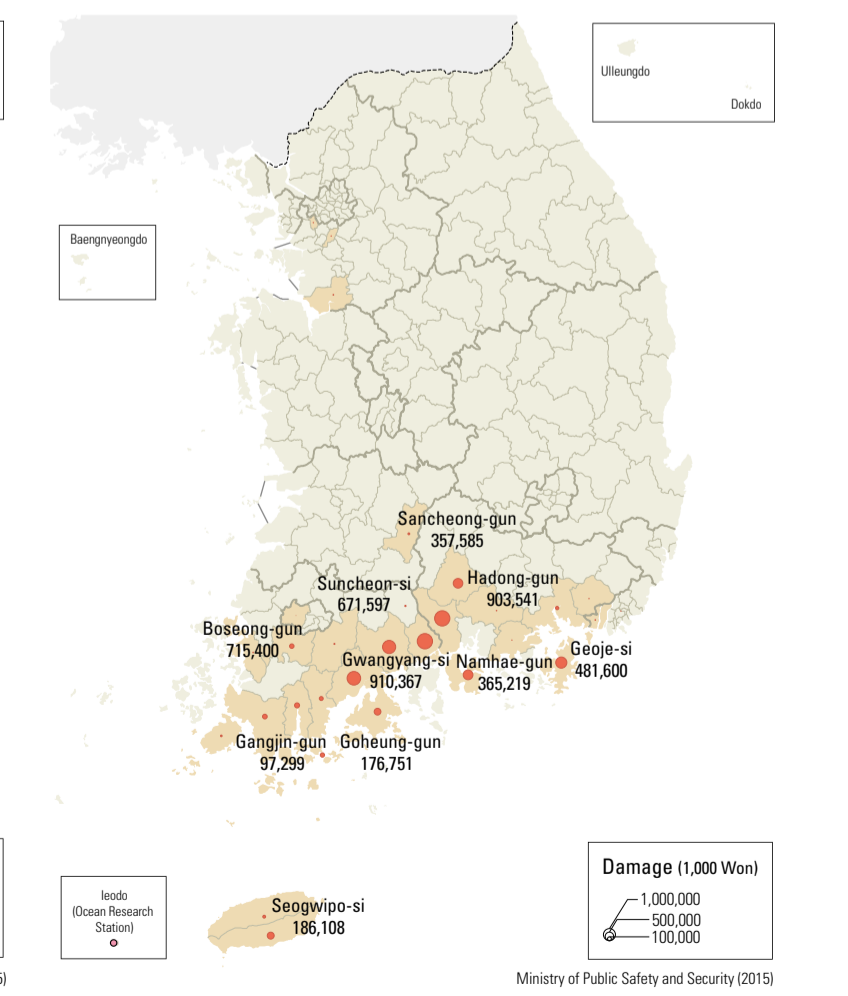 Ulleungdo
Dokdo
Baengnyeongdo
Sancheong-gun
357,585
Hadong-gun
903,541
Suncheon-si
671,597
Boseong-gun
715,400
Gwangyang-si
910,367
Namhae-gun
365,219
Geoje-si
481,600
Gangjin-gun
97,299
Goheung-gun
176,751
Seogwipo-si
186,108
Ieodo
(Ocean Research
Station)
Damage (1,000 Won)
1,000,000
500,000
100,000
)
Ministry of Public Safety and Security (2015)